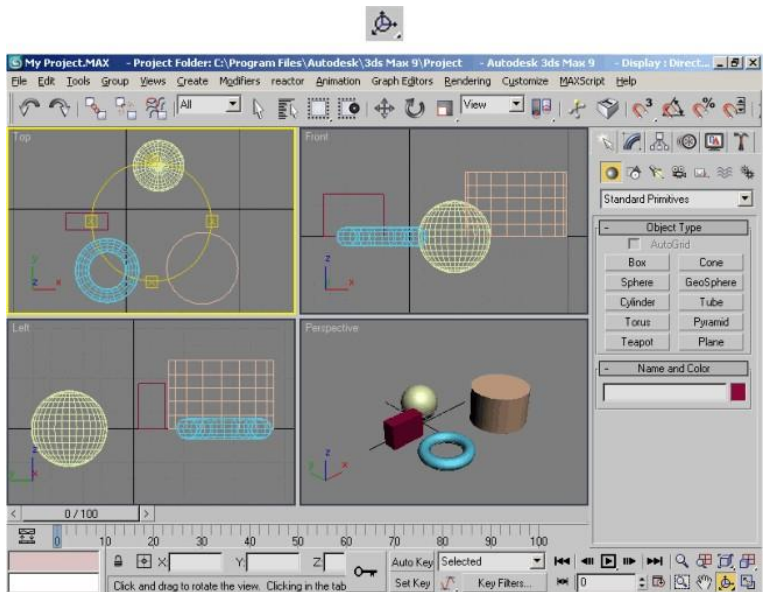 My Project.MAX - Project Folder: C:\Program Files\Autodesk\3ds Max 9\Project - Autodesk 3ds Max 9 - Display : Direct...
File Edit Tools Group Views Create Modifiers reactor Animation Graph Editors Rendering Customize MAXScript Help
All View 3 %
Top
y x
Front
z x
Left
z y
Perspective
z y x
Standard Primitives
- Object Type
AutoGrid
Box Cone
Sphere GeoSphere
Cylinder Tube
Torus Pyramid
Teapot Plane
- Name and Color
< 0 / 100 >
0 10 20 30 40 50 60 70 80 90 100
X: Y: Z: Auto Key Selected
Click and drag to rotate the view. Clicking in the tab Set Key Key Filters... 0